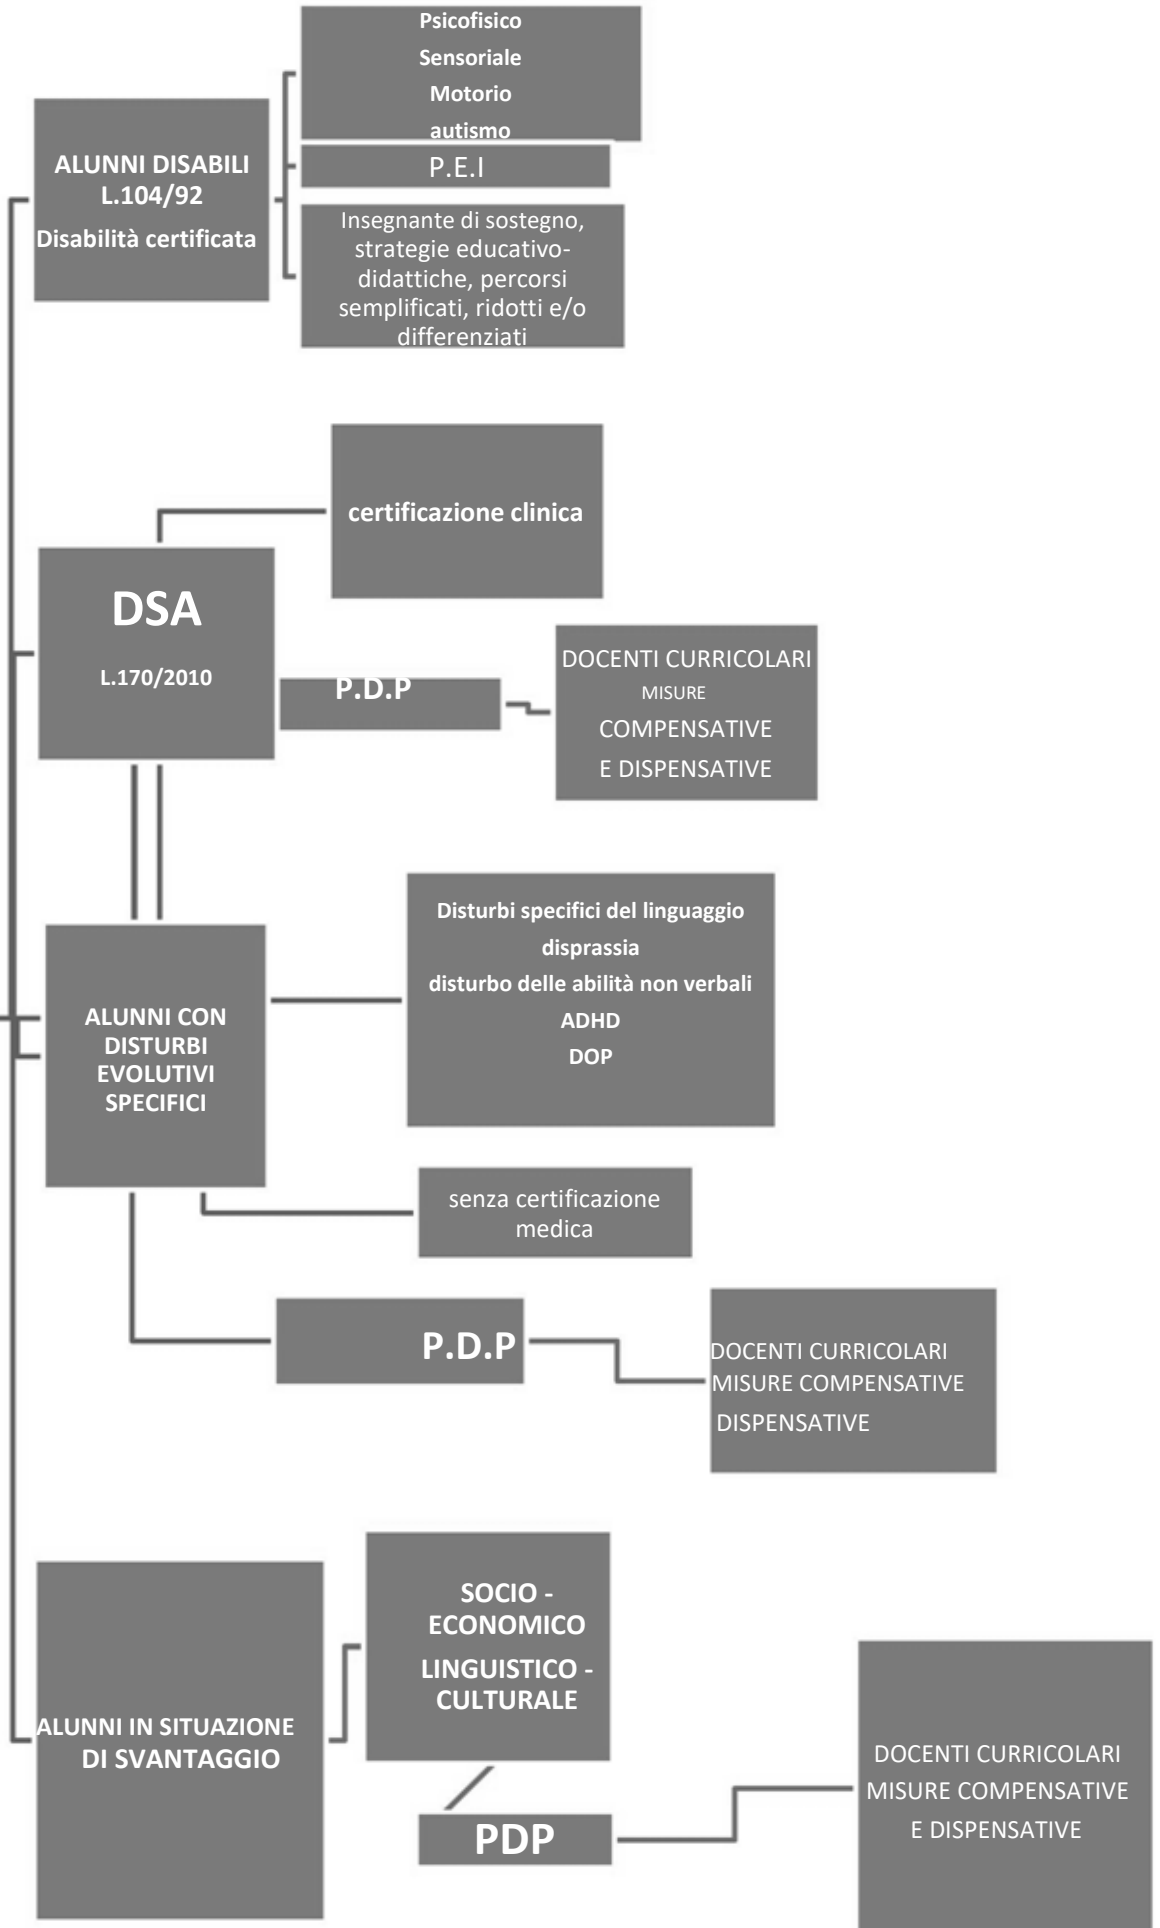 Psicofisico
Sensoriale
Motorio
autismo
ALUNNI DISABILI
L.104/92
Disabilità certificata
P.E.I
Insegnante di sostegno,
strategie educativo-
didattiche, percorsi
semplificati, ridotti e/o
differenziati
certificazione clinica
DSA
L.170/2010
P.D.P
DOCENTI CURRICOLARI
MISURE
COMPENSATIVE
E DISPENSATIVE
Disturbi specifici del linguaggio
disprassia
disturbo delle abilità non verbali
ADHD
DOP
ALUNNI CON
DISTURBI
EVOLUTIVI
SPECIFICI
senza certificazione
medica
P.D.P
DOCENTI CURRICOLARI
MISURE COMPENSATIVE
DISPENSATIVE
SOCIO -
ECONOMICO
LINGUISTICO -
CULTURALE
ALUNNI IN SITUAZIONE
DI SVANTAGGIO
PDP
DOCENTI CURRICOLARI
MISURE COMPENSATIVE
E DISPENSATIVE